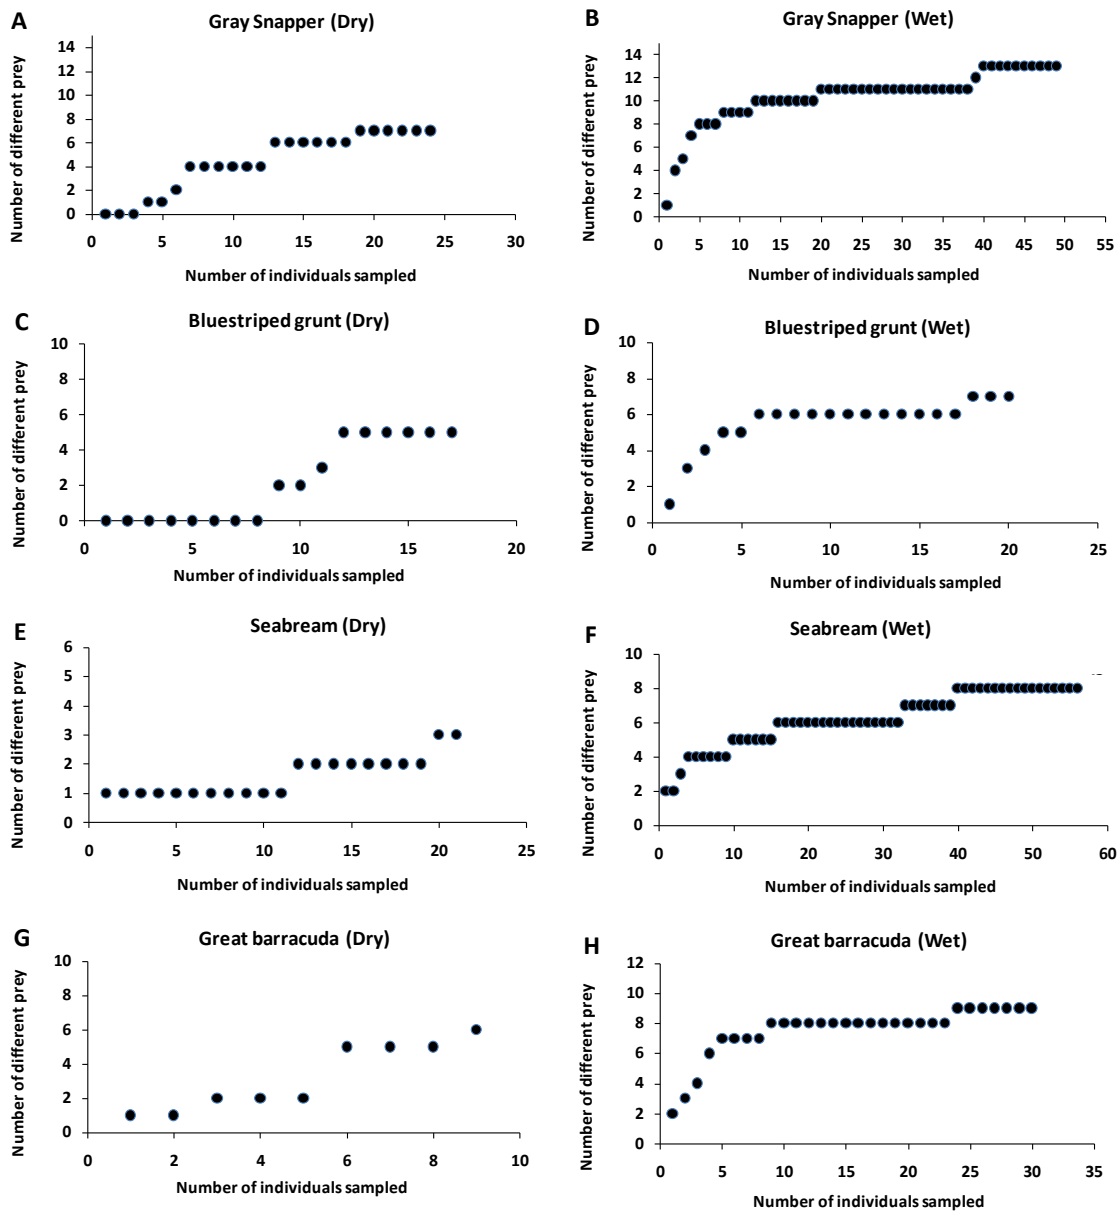 A
Gray Snapper (Dry)
Number of different prey
14
12
10
8
6
4
2
0
0 5 10 15 20 25 30
Number of individuals sampled
B
Gray Snapper (Wet)
Number of different prey
14
12
10
8
6
4
2
0
0 5 10 15 20 25 30 35 40 45 50 55
Number of individuals sampled
C
Bluestriped grunt (Dry)
Number of different prey
10
8
6
4
2
0
0 5 10 15 20
Number of individuals sampled
D
Bluestriped grunt (Wet)
Number of different prey
10
8
6
4
2
0
0 5 10 15 20 25
Number of individuals sampled
E
Seabream (Dry)
Number of different prey
6
5
4
3
2
1
0
0 5 10 15 20 25
Number of individuals sampled
F
Seabream (Wet)
Number of different prey
10
8
6
4
2
0
0 10 20 30 40 50 60
Number of individuals sampled
G
Great barracuda (Dry)
Number of different prey
10
8
6
4
2
0
0 2 4 6 8 10
Number of individuals sampled
H
Great barracuda (Wet)
Number of different prey
12
10
8
6
4
2
0
0 5 10 15 20 25 30 35
Number of individuals sampled